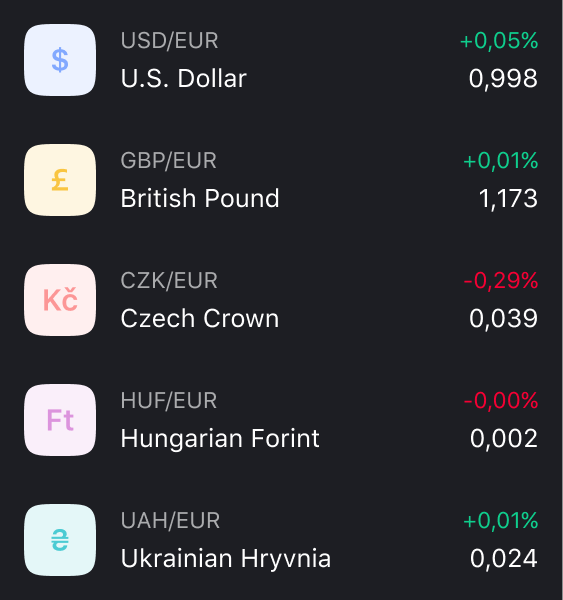 $
USD/EUR
+0,05%
U.S. Dollar
0,998
£
GBP/EUR
+0,01%
British Pound
1,173
Kč
CZK/EUR
-0,29%
Czech Crown
0,039
Ft
HUF/EUR
-0,00%
Hungarian Forint
0,002
₴
UAH/EUR
+0,01%
Ukrainian Hryvnia
0,024